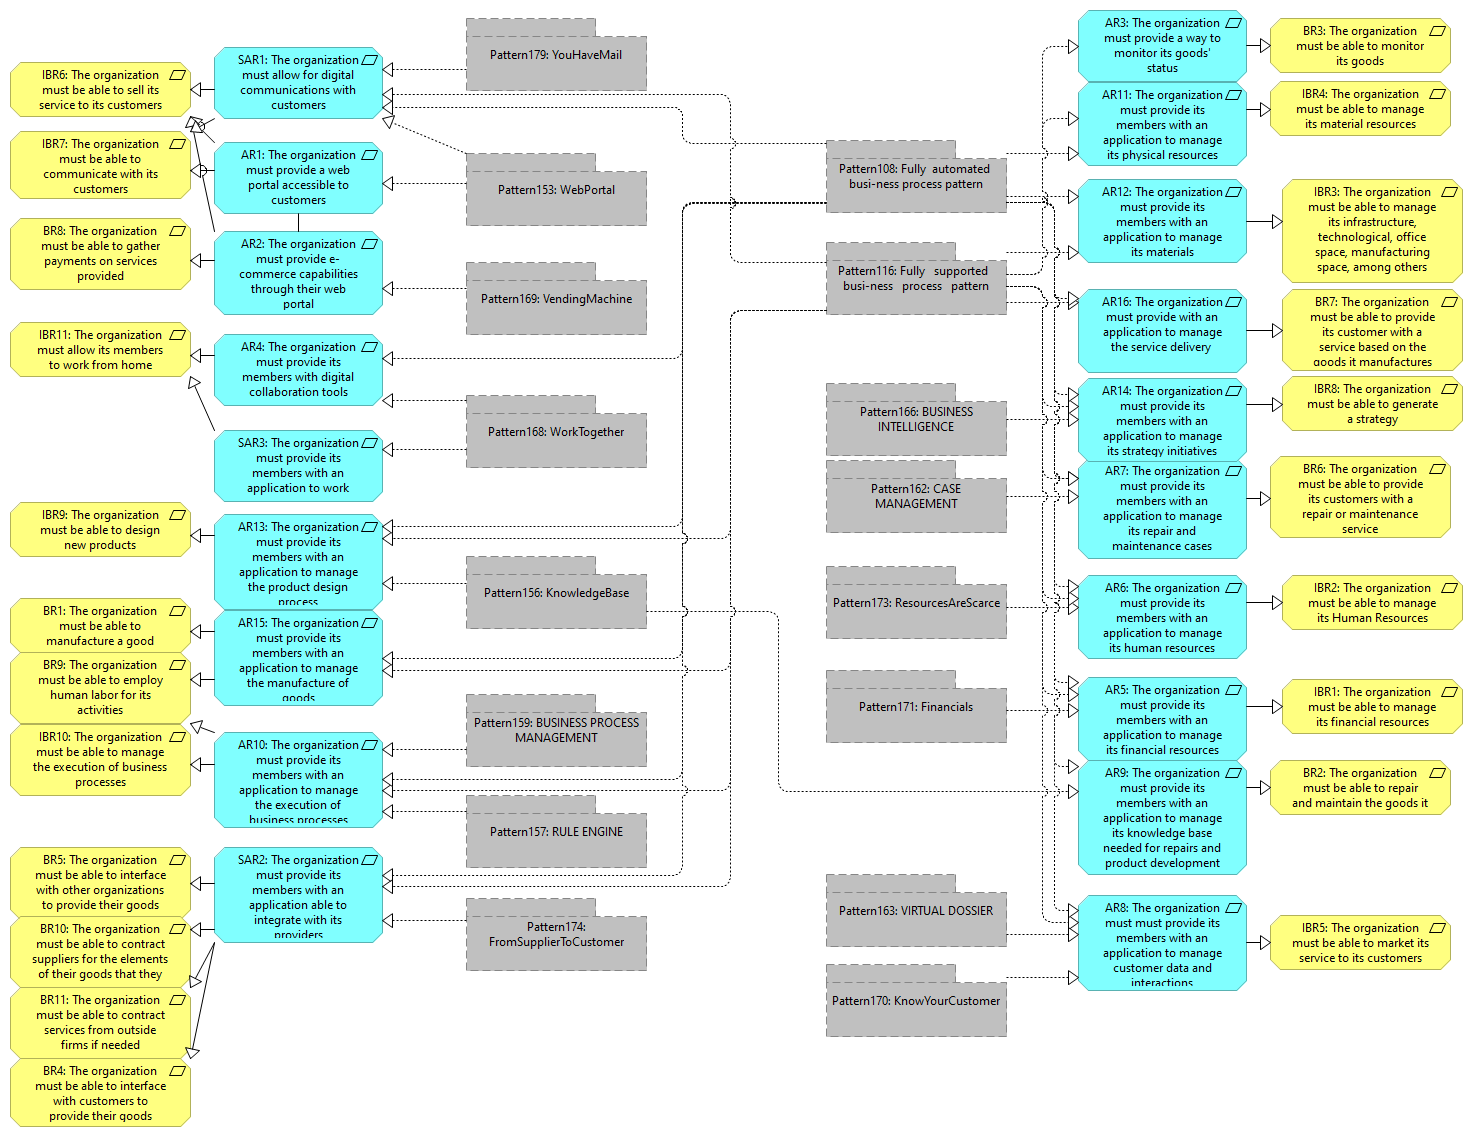 IBR6: The organization
must be able to sell its
service to its customers
IBR7: The organization
must be able to
communicate with its
customers
BR8: The organization
must be able to gather
payments on services
provided
IBR11: The organization
must allow its members
to work from home
IBR9: The organization
must be able to design
new products
BR1: The organization
must be able to
manufacture a good
BR9: The organization
must be able to employ
human labor for its
activities
IBR10: The organization
must be able to manage
the execution of business
processes
BR5: The organization
must be able to interface
with other organizations
to provide their goods
BR10: The organization
must be able to contract
suppliers for the elements
of their goods that they
BR11: The organization
must be able to contract
services from outside
firms if needed
BR4: The organization
must be able to interface
with customers to
provide their goods
SAR1: The organization
must allow for digital
communications with
customers
AR1: The organization
must provide a web
portal accessible to
customers
AR2: The organization
must provide e-
commerce capabilities
through their web
portal
AR4: The organization
must provide its
members with digital
collaboration tools
SAR3: The organization
must provide its
members with an
application to work
AR13: The organization
must provide its
members with an
application to manage
the product design
process
AR15: The organization
must provide its
members with an
application to manage
the manufacture of
goods
AR10: The organization
must provide its
members with an
application to manage
the execution of
business processes
SAR2: The organization
must provide its
members with an
application able to
integrate with its
providers
Pattern179: YouHaveMail
Pattern153: WebPortal
Pattern169: VendingMachine
Pattern168: WorkTogether
Pattern156: KnowledgeBase
Pattern159: BUSINESS PROCESS
MANAGEMENT
Pattern157: RULE ENGINE
Pattern174:
FromSupplierToCustomer
Pattern108: Fully automated
busi-ness process pattern
Pattern116: Fully supported
busi-ness process pattern
Pattern166: BUSINESS
INTELLIGENCE
Pattern162: CASE
MANAGEMENT
Pattern173: ResourcesAreScarce
Pattern171: Financials
Pattern163: VIRTUAL DOSSIER
Pattern170: KnowYourCustomer
AR3: The organization
must provide a way to
monitor its goods'
status
AR11: The organization
must provide its
members with an
application to manage
its physical resources
AR12: The organization
must provide its
members with an
application to manage
its materials
AR16: The organization
must provide with an
application to manage
the service delivery
AR14: The organization
must provide its
members with an
application to manage
its strategy initiatives
AR7: The organization
must provide its
members with an
application to manage
its repair and
maintenance cases
AR6: The organization
must provide its
members with an
application to manage
its human resources
AR5: The organization
must provide its
members with an
application to manage
its financial resources
AR9: The organization
must provide its
members with an
application to manage
its knowledge base
needed for repairs and
product development
AR8: The organization
must must provide its
members with an
application to manage
customer data and
interactions
BR3: The organization
must be able to monitor
its goods
IBR4: The organization
must be able to manage
its material resources
IBR3: The organization
must be able to manage
its infrastructure,
technological, office
space, manufacturing
space, among others
BR7: The organization
must be able to provide
its customer with a
service based on the
goods it manufactures
IBR8: The organization
must be able to generate
a strategy
BR6: The organization
must be able to provide
its customers with a
repair or maintenance
service
IBR2: The organization
must be able to manage
its Human Resources
IBR1: The organization
must be able to manage
its financial resources
BR2: The organization
must be able to repair
and maintain the goods it
IBR5: The organization
must be able to market its
service to its customers